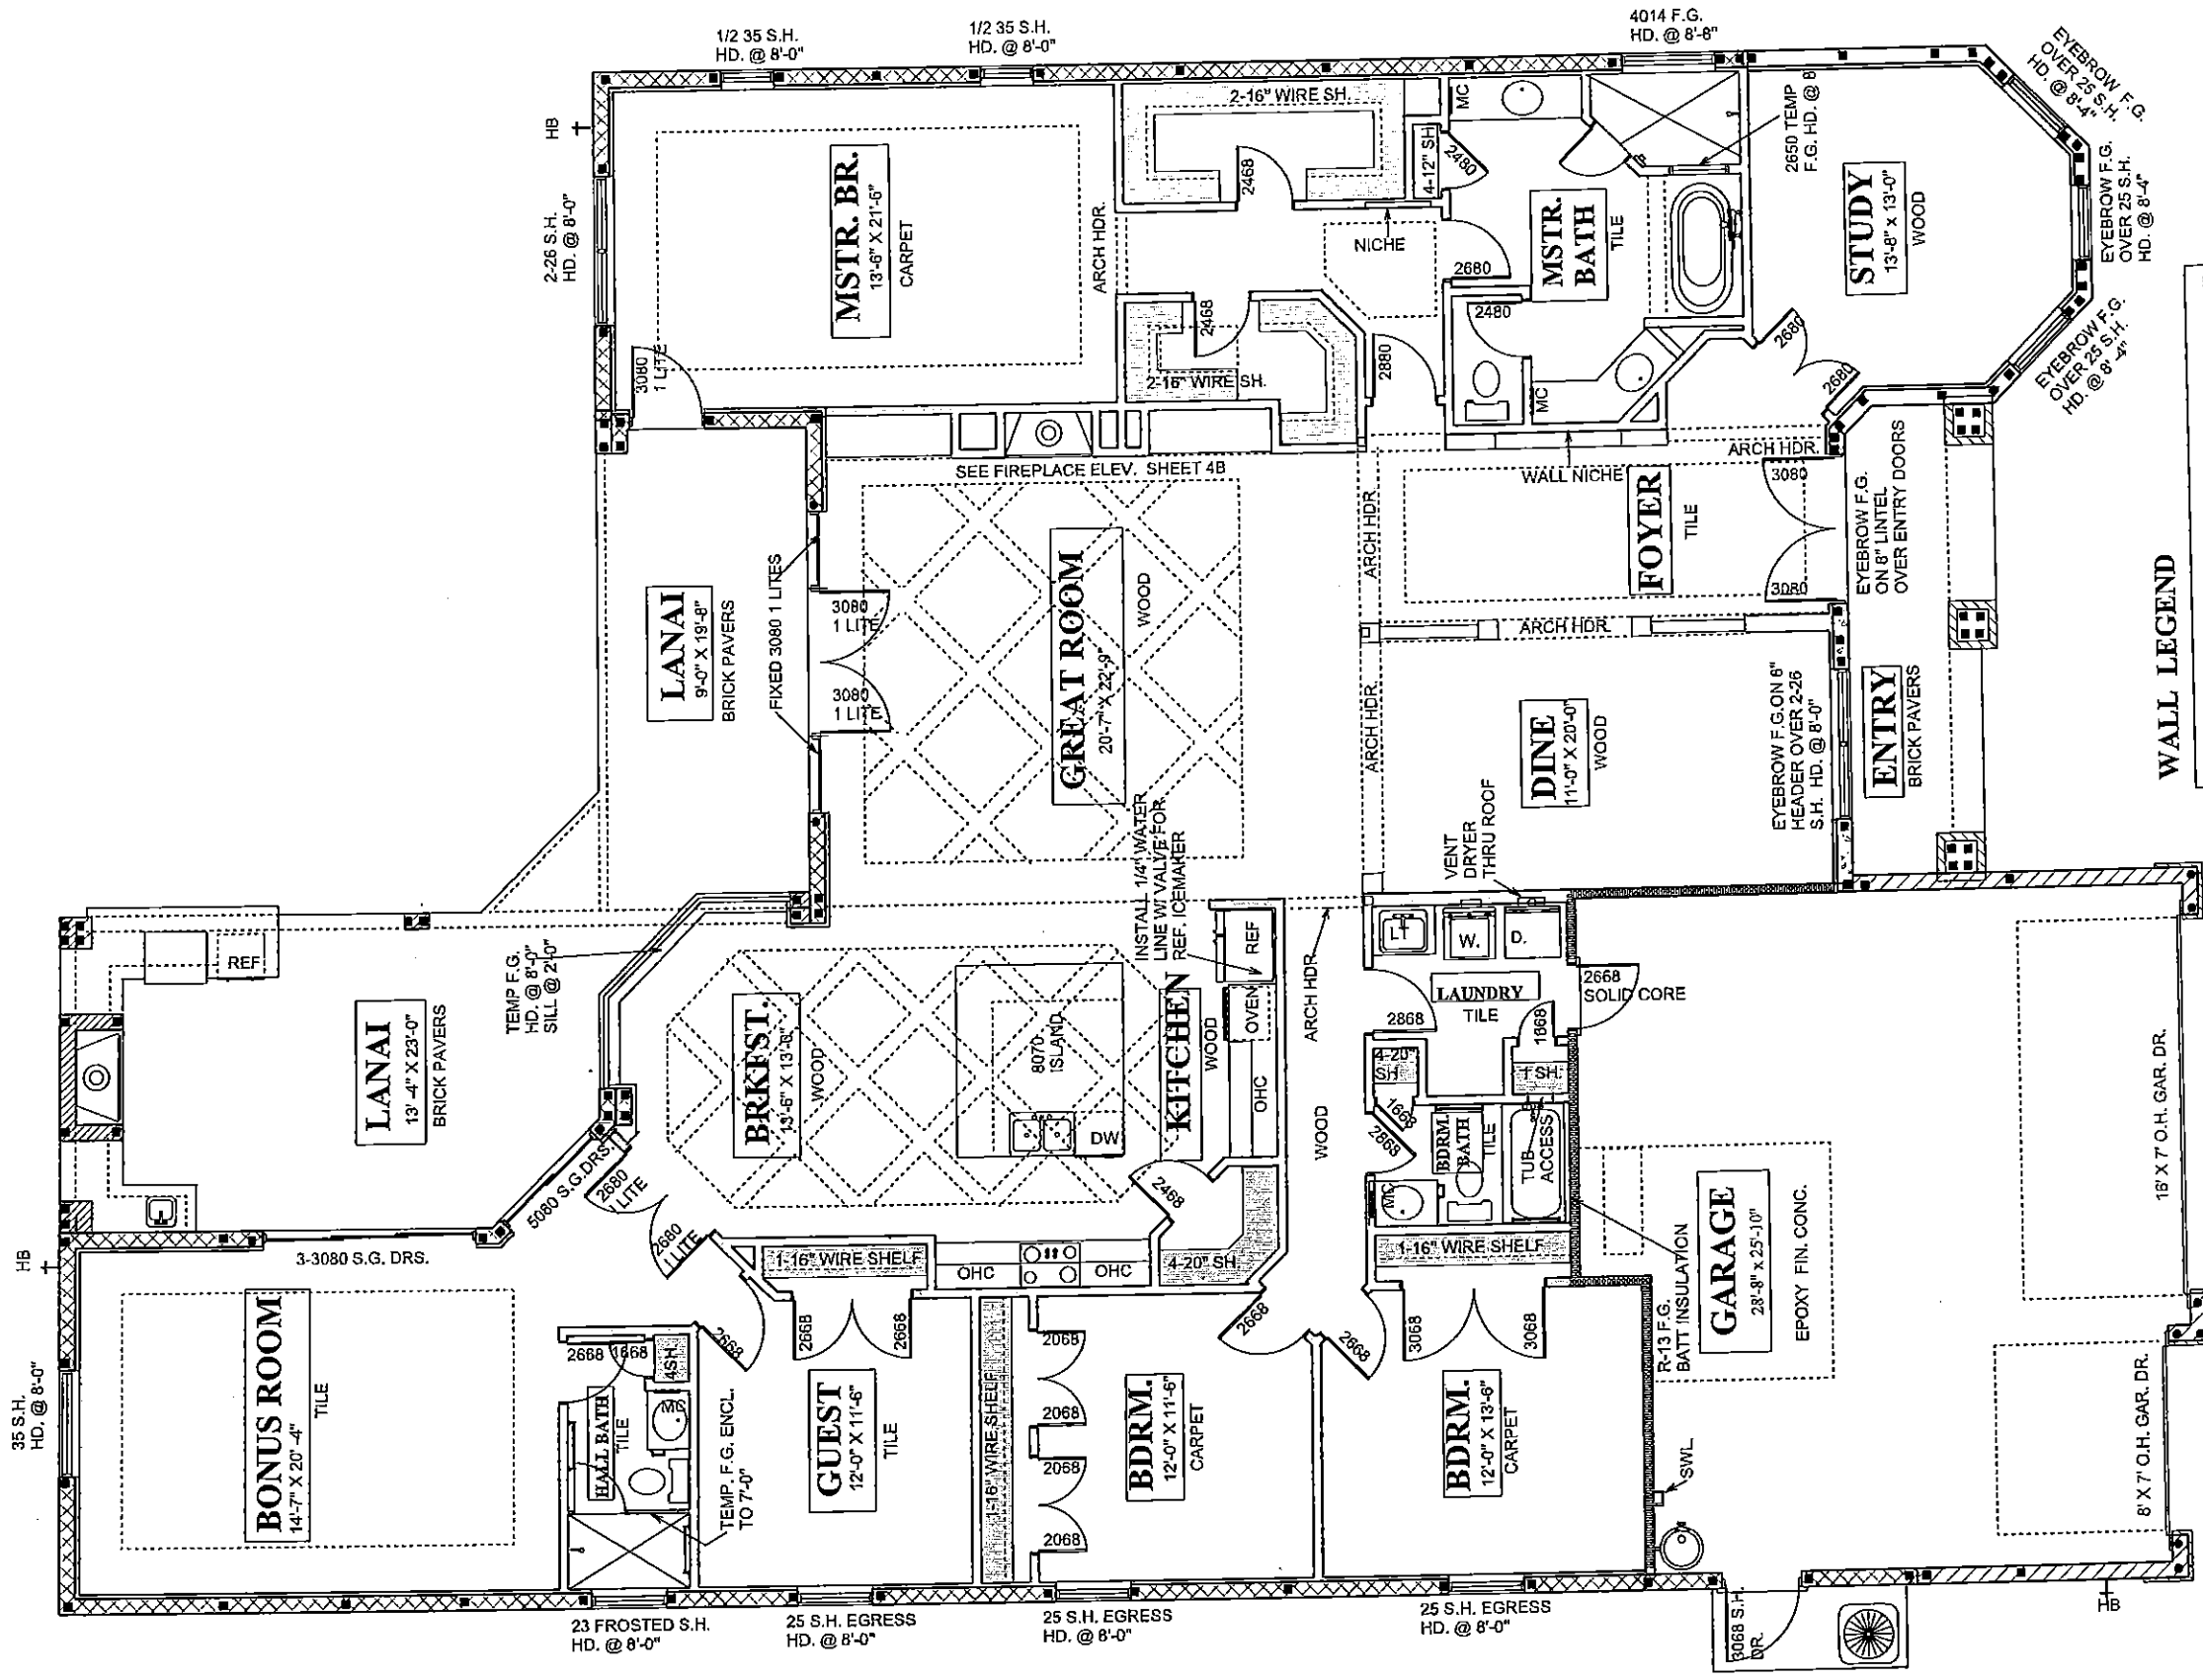 1/2 35 S.H.
HD. @ 8'-0"
1/2 35 S.H.
HD. @ 8'-0"
4014 F.G.
HD. @ 8'-8"
EYEBROW F.G.
OVER 25 S.H.
HD. @ 8'-4"
HB
2-26 S.H.
HD. @ 8'-0"
MSTR. BR.
13'-6" X 21'-6"
CARPET
3080
1 LITE
ARCH HDR.
2-16" WIRE SH.
2468
2468
2-16" WIRE SH.
NICHE
4-12" SH
2480
MC
2680
2480
2880
MC
MSTR.
BATH
TILE
2650 TEMP
F.G. HD. @ 8
STUDY
13'-8" x 13'-0"
WOOD
2680
2680
EYEBROW F.G.
OVER 25 S.H.
HD. @ 8'-4"
EYEBROW F.G.
OVER 25 S.H.
HD. @ 8'-4"
SEE FIREPLACE ELEV. SHEET 4B
WALL NICHE
ARCH HDR.
LANAI
9'-0" X 19'-8"
BRICK PAVERS
FIXED 3080 1 LITES
3080
1 LITE
3080
1 LITE
GREAT ROOM
20'-7" X 22'-9"
WOOD
ARCH HDR.
ARCH HDR.
FOYER
TILE
3080
3080
EYEBROW F.G.
ON 8" LINTEL
OVER ENTRY DOORS
ARCH HDR.
DINE
11'-0" X 20'-0"
WOOD
EYEBROW F.G.ON 6"
HEADER OVER 2-26
S.H. HD. @ 8'-0"
ENTRY
BRICK PAVERS
WALL LEGEND
INSTALL 1/4" WATER
LINE W/ VALVE FOR
REF. ICEMAKER
VENT
DRYER
THRU ROOF
REF
LANAI
13'-4" X 23'-0"
BRICK PAVERS
TEMP F.G.
HD. @ 8'-0"
SILL @ 2'-0"
BRKFST.
13'-6" X 13'-0"
WOOD
8070
ISLAND
DW
KITCHEN
WOOD
REF
OVEN
OHC
ARCH HDR.
WOOD
LT
W.
D.
LAUNDRY
TILE
2868
1668
2668
SOLID CORE
4-20"
SH
1 SH.
1668
2868
BDRM.
BATH
TILE
TUB
ACCESS
MC
5080 S.G.DRS.
2680
1 LITE
2680
1 LITE
2468
4-20" SH
1-16" WIRE SHELF
OHC
OHC
1-16" WIRE SHELF
HB
35 S.H.
HD. @ 8'-0"
3-3080 S.G. DRS.
BONUS ROOM
14'-7" X 20'-4"
TILE
2668
1668
4SH.
HALL BATH
TILE
MC
TEMP. F.G. ENCL.
TO 7'-0"
2668
2668
2668
GUEST
12'-0" X 11'-6"
TILE
1-16" WIRE SHELF
2068
2068
2068
2068
2668
BDRM.
12'-0" X 11'-6"
CARPET
2668
3068
3068
BDRM.
12'-0" X 13'-6"
CARPET
R-13 F.G.
BATT INSULATION
GARAGE
28'-8" x 25'-10"
EPOXY FIN. CONC.
16' X 7' O.H. GAR. DR.
8' X 7' O.H. GAR. DR.
SWL.
3068 S.H.
DR.
HB
23 FROSTED S.H.
HD. @ 8'-0"
25 S.H. EGRESS
HD. @ 8'-0"
25 S.H. EGRESS
HD. @ 8'-0"
25 S.H. EGRESS
HD. @ 8'-0"